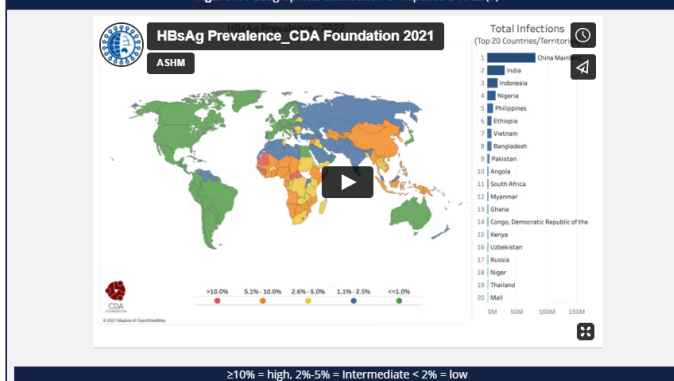 HBsAg Prevalence_CDA Foundation 2021
ASHM
Total Infections
(Top 20 Countries/Territories)
1 China Mainland
2 India
3 Indonesia
4 Nigeria
5 Philippines
6 Ethiopia
7 Vietnam
8 Bangladesh
9 Pakistan
10 Angola
11 South Africa
12 Myanmar
13 Ghana
14 Congo, Democratic Republic of the
15 Kenya
16 Uzbekistan
17 Russia
18 Niger
19 Thailand
20 Mali
0M 50M 100M 150M
>10.0% 5.1% - 10.0% 2.6% - 5.0% 1.1% - 2.5% <=1.0%
CDA
FOUNDATION
© 2021 Mapbox © OpenStreetMap
≥10% = high, 2%-5% = Intermediate < 2% = low